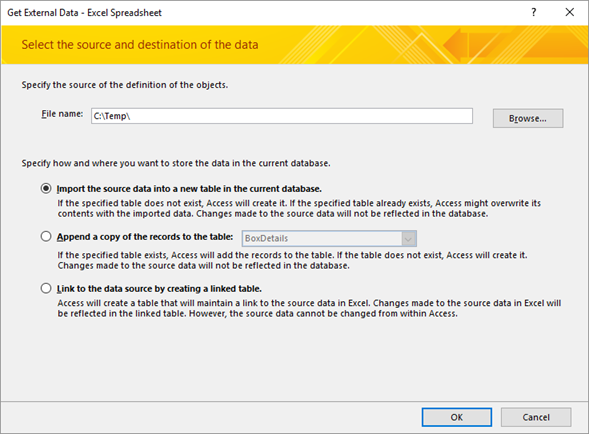 Get External Data - Excel Spreadsheet ? ×
Select the source and destination of the data
Specify the source of the definition of the objects.
File name: C:\Temp\ Browse...
Specify how and where you want to store the data in the current database.
Import the source data into a new table in the current database.
If the specified table does not exist, Access will create it. If the specified table already exists, Access might overwrite its
contents with the imported data. Changes made to the source data will not be reflected in the database.
Append a copy of the records to the table: BoxDetails
If the specified table exists, Access will add the records to the table. If the table does not exist, Access will create it.
Changes made to the source data will not be reflected in the database.
Link to the data source by creating a linked table.
Access will create a table that will maintain a link to the source data in Excel. Changes made to the source data in Excel will
be reflected in the linked table. However, the source data cannot be changed from within Access.
OK Cancel